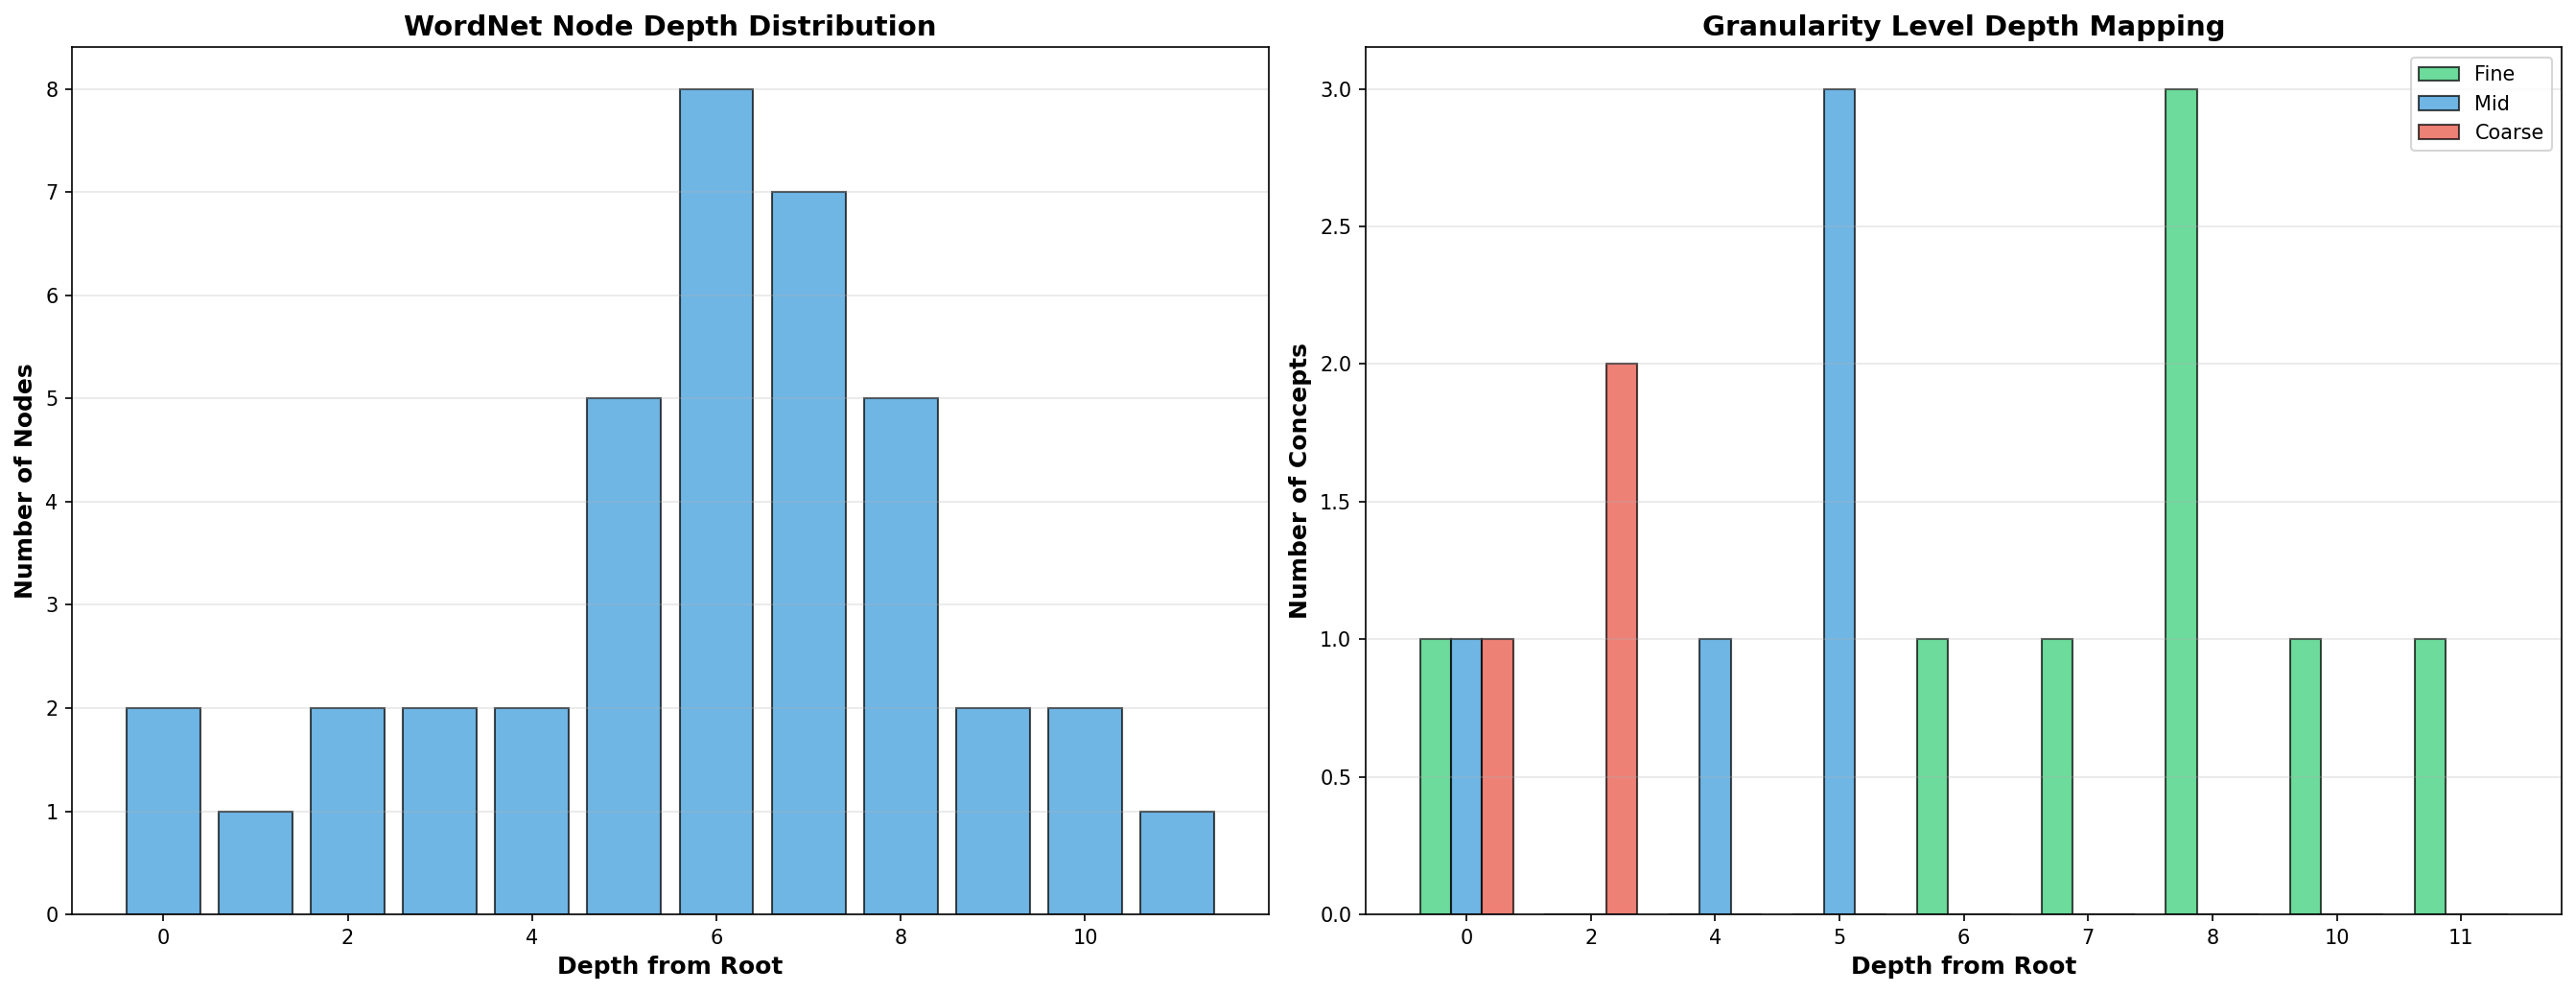 WordNet Node Depth Distribution
Number of Nodes
8
7
6
5
4
3
2
1
0
0 2 4 6 8 10
Depth from Root
Granularity Level Depth Mapping
Number of Concepts
3.0
2.5
2.0
1.5
1.0
0.5
0.0
Fine
Mid
Coarse
0 2 4 5 6 7 8 10 11
Depth from Root